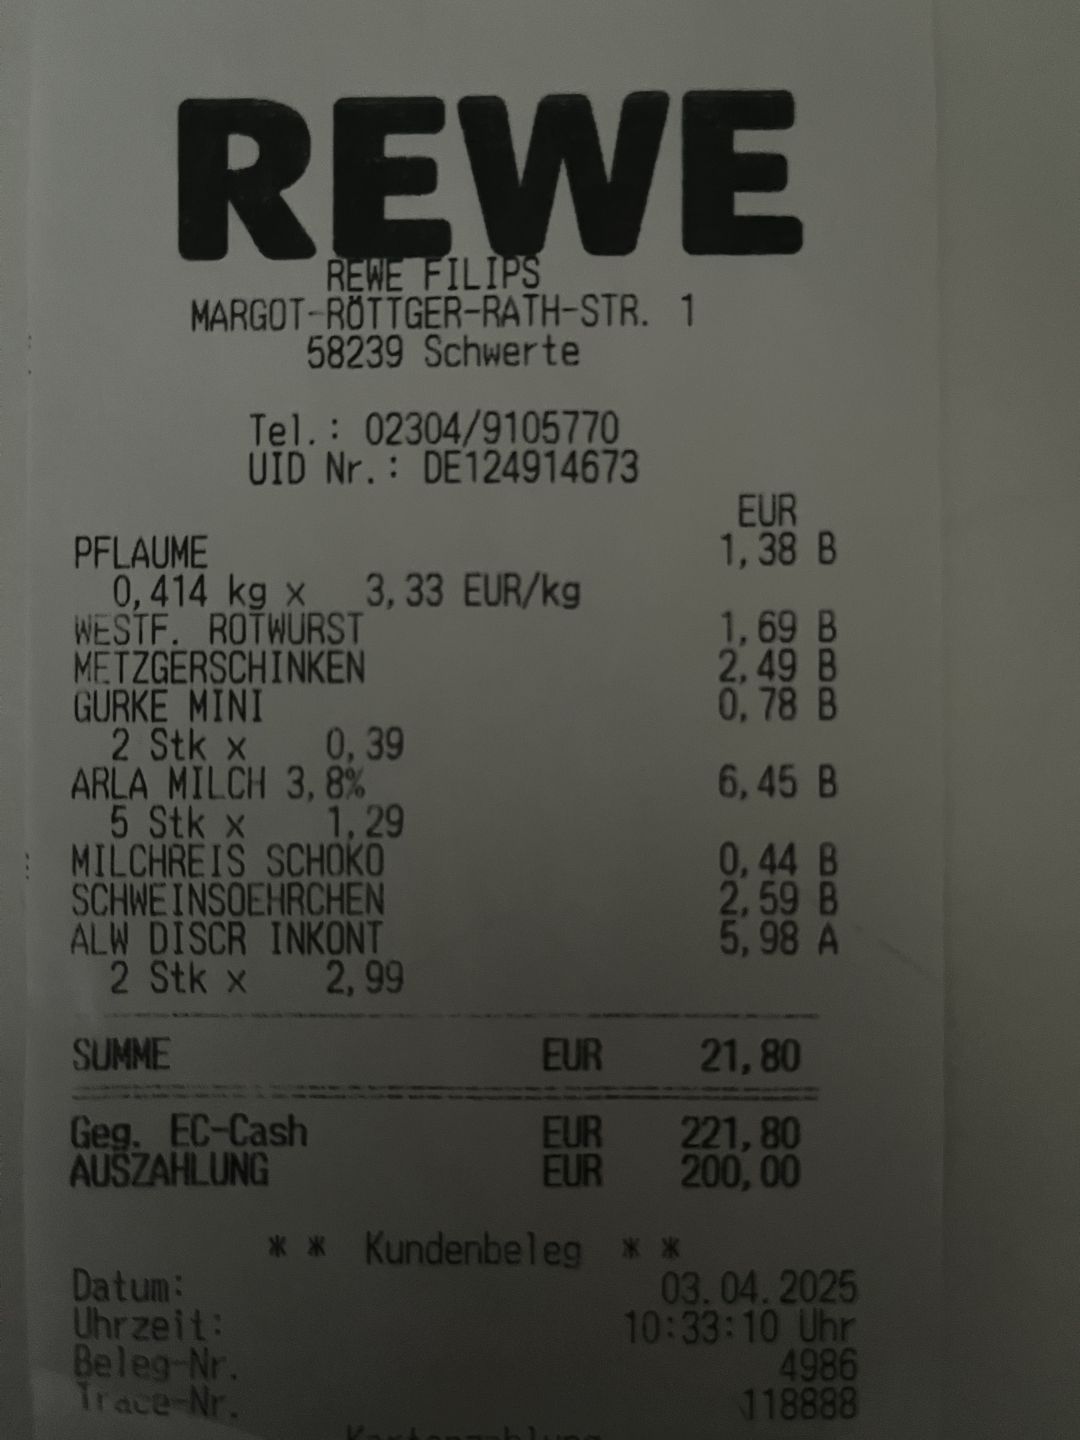 REWE
REWE FILIPS
MARGOT-RÖTTGER-RATH-STR. 1
58239 Schwerte
Tel.: 02304/9105770
UID Nr.: DE124914673
EUR
PFLAUME 1,38 B
0,414 kg x 3,33 EUR/kg
WESTF. ROTWURST 1,69 B
METZGERSCHINKEN 2,49 B
GURKE MINI 0,78 B
2 Stk x 0,39
ARLA MILCH 3,8% 6,45 B
5 Stk x 1,29
MILCHREIS SCHOKO 0,44 B
SCHWEINSOEHRCHEN 2,59 B
ALW DISCR INKONT 5,98 A
2 Stk x 2,99
SUMME EUR 21,80
Geg. EC-Cash EUR 221,80
AUSZAHLUNG EUR 200,00
* * Kundenbeleg * *
Datum: 03.04.2025
Uhrzeit: 10:33:10 Uhr
Beleg-Nr. 4986
Trace-Nr. 118888